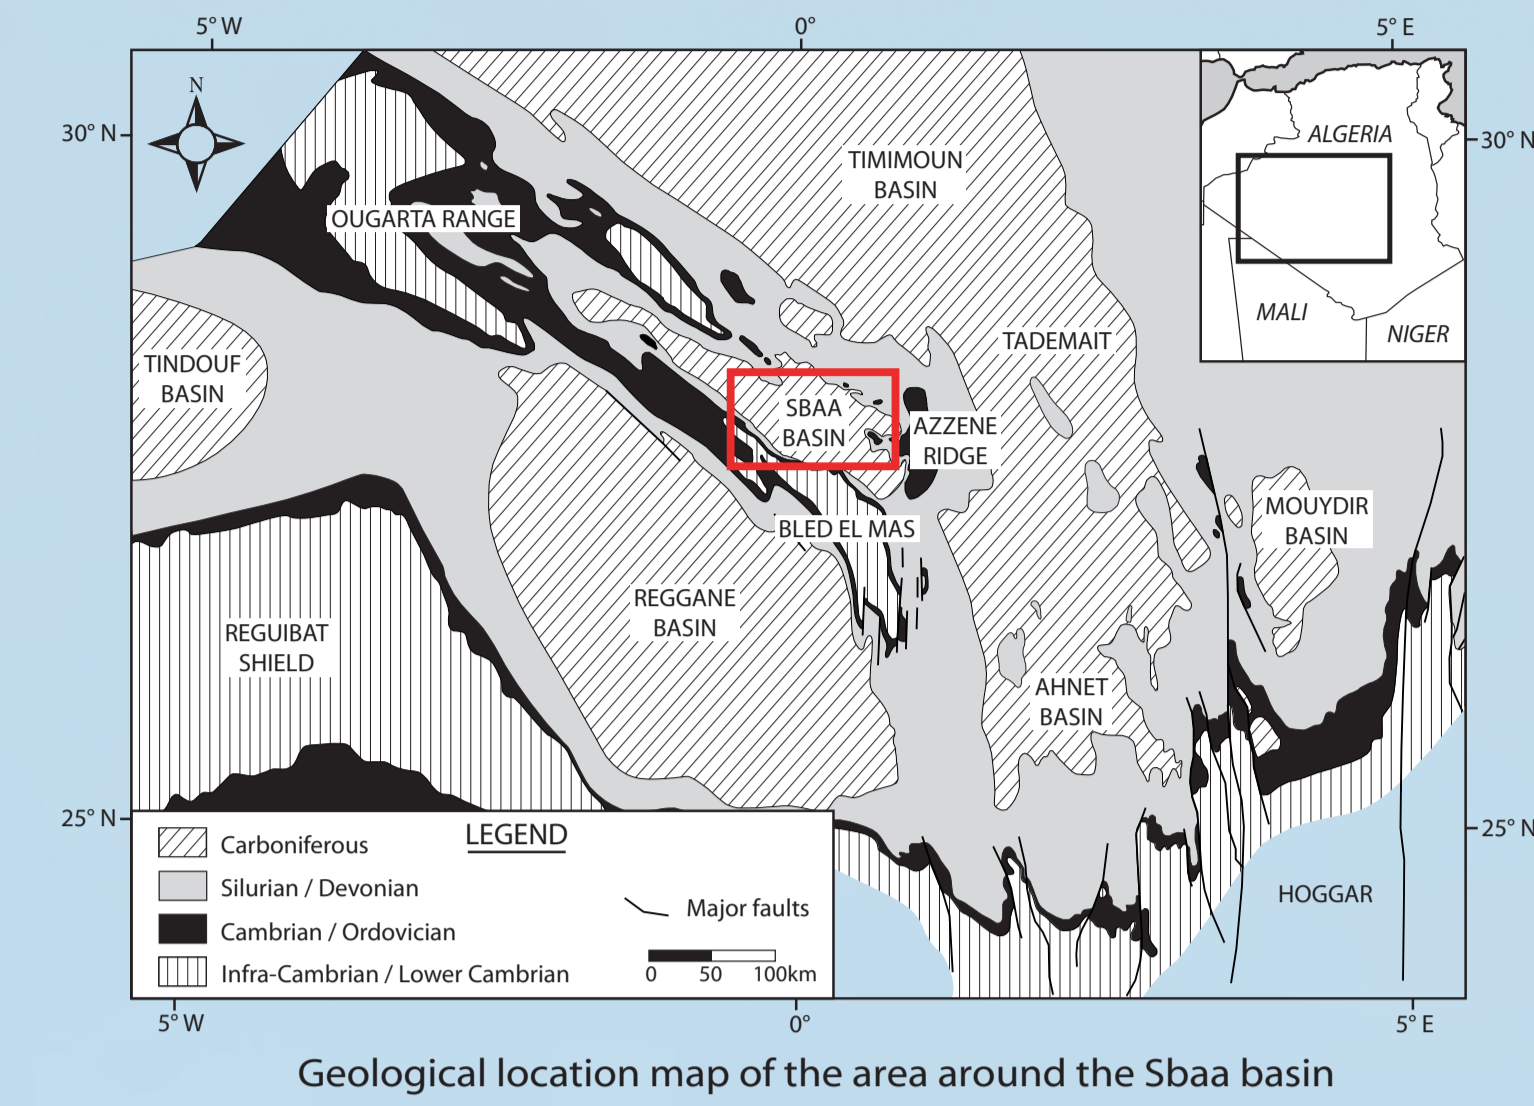 5° W
0°
5° E
N
30° N
30° N
ALGERIA
TIMIMOUN
BASIN
OUGARTA RANGE
MALI
NIGER
TADEMAIT
TINDOUF
BASIN
SBAA
BASIN
AZZENE
RIDGE
MOUYDIR
BASIN
BLED EL MAS
REGGANE
BASIN
REGUIBAT
SHIELD
AHNET
BASIN
25° N
25° N
LEGEND
Carboniferous
Silurian / Devonian
Cambrian / Ordovician
Infra-Cambrian / Lower Cambrian
Major faults
0 50 100km
HOGGAR
5° W
0°
5° E
Geological location map of the area around the Sbaa basin